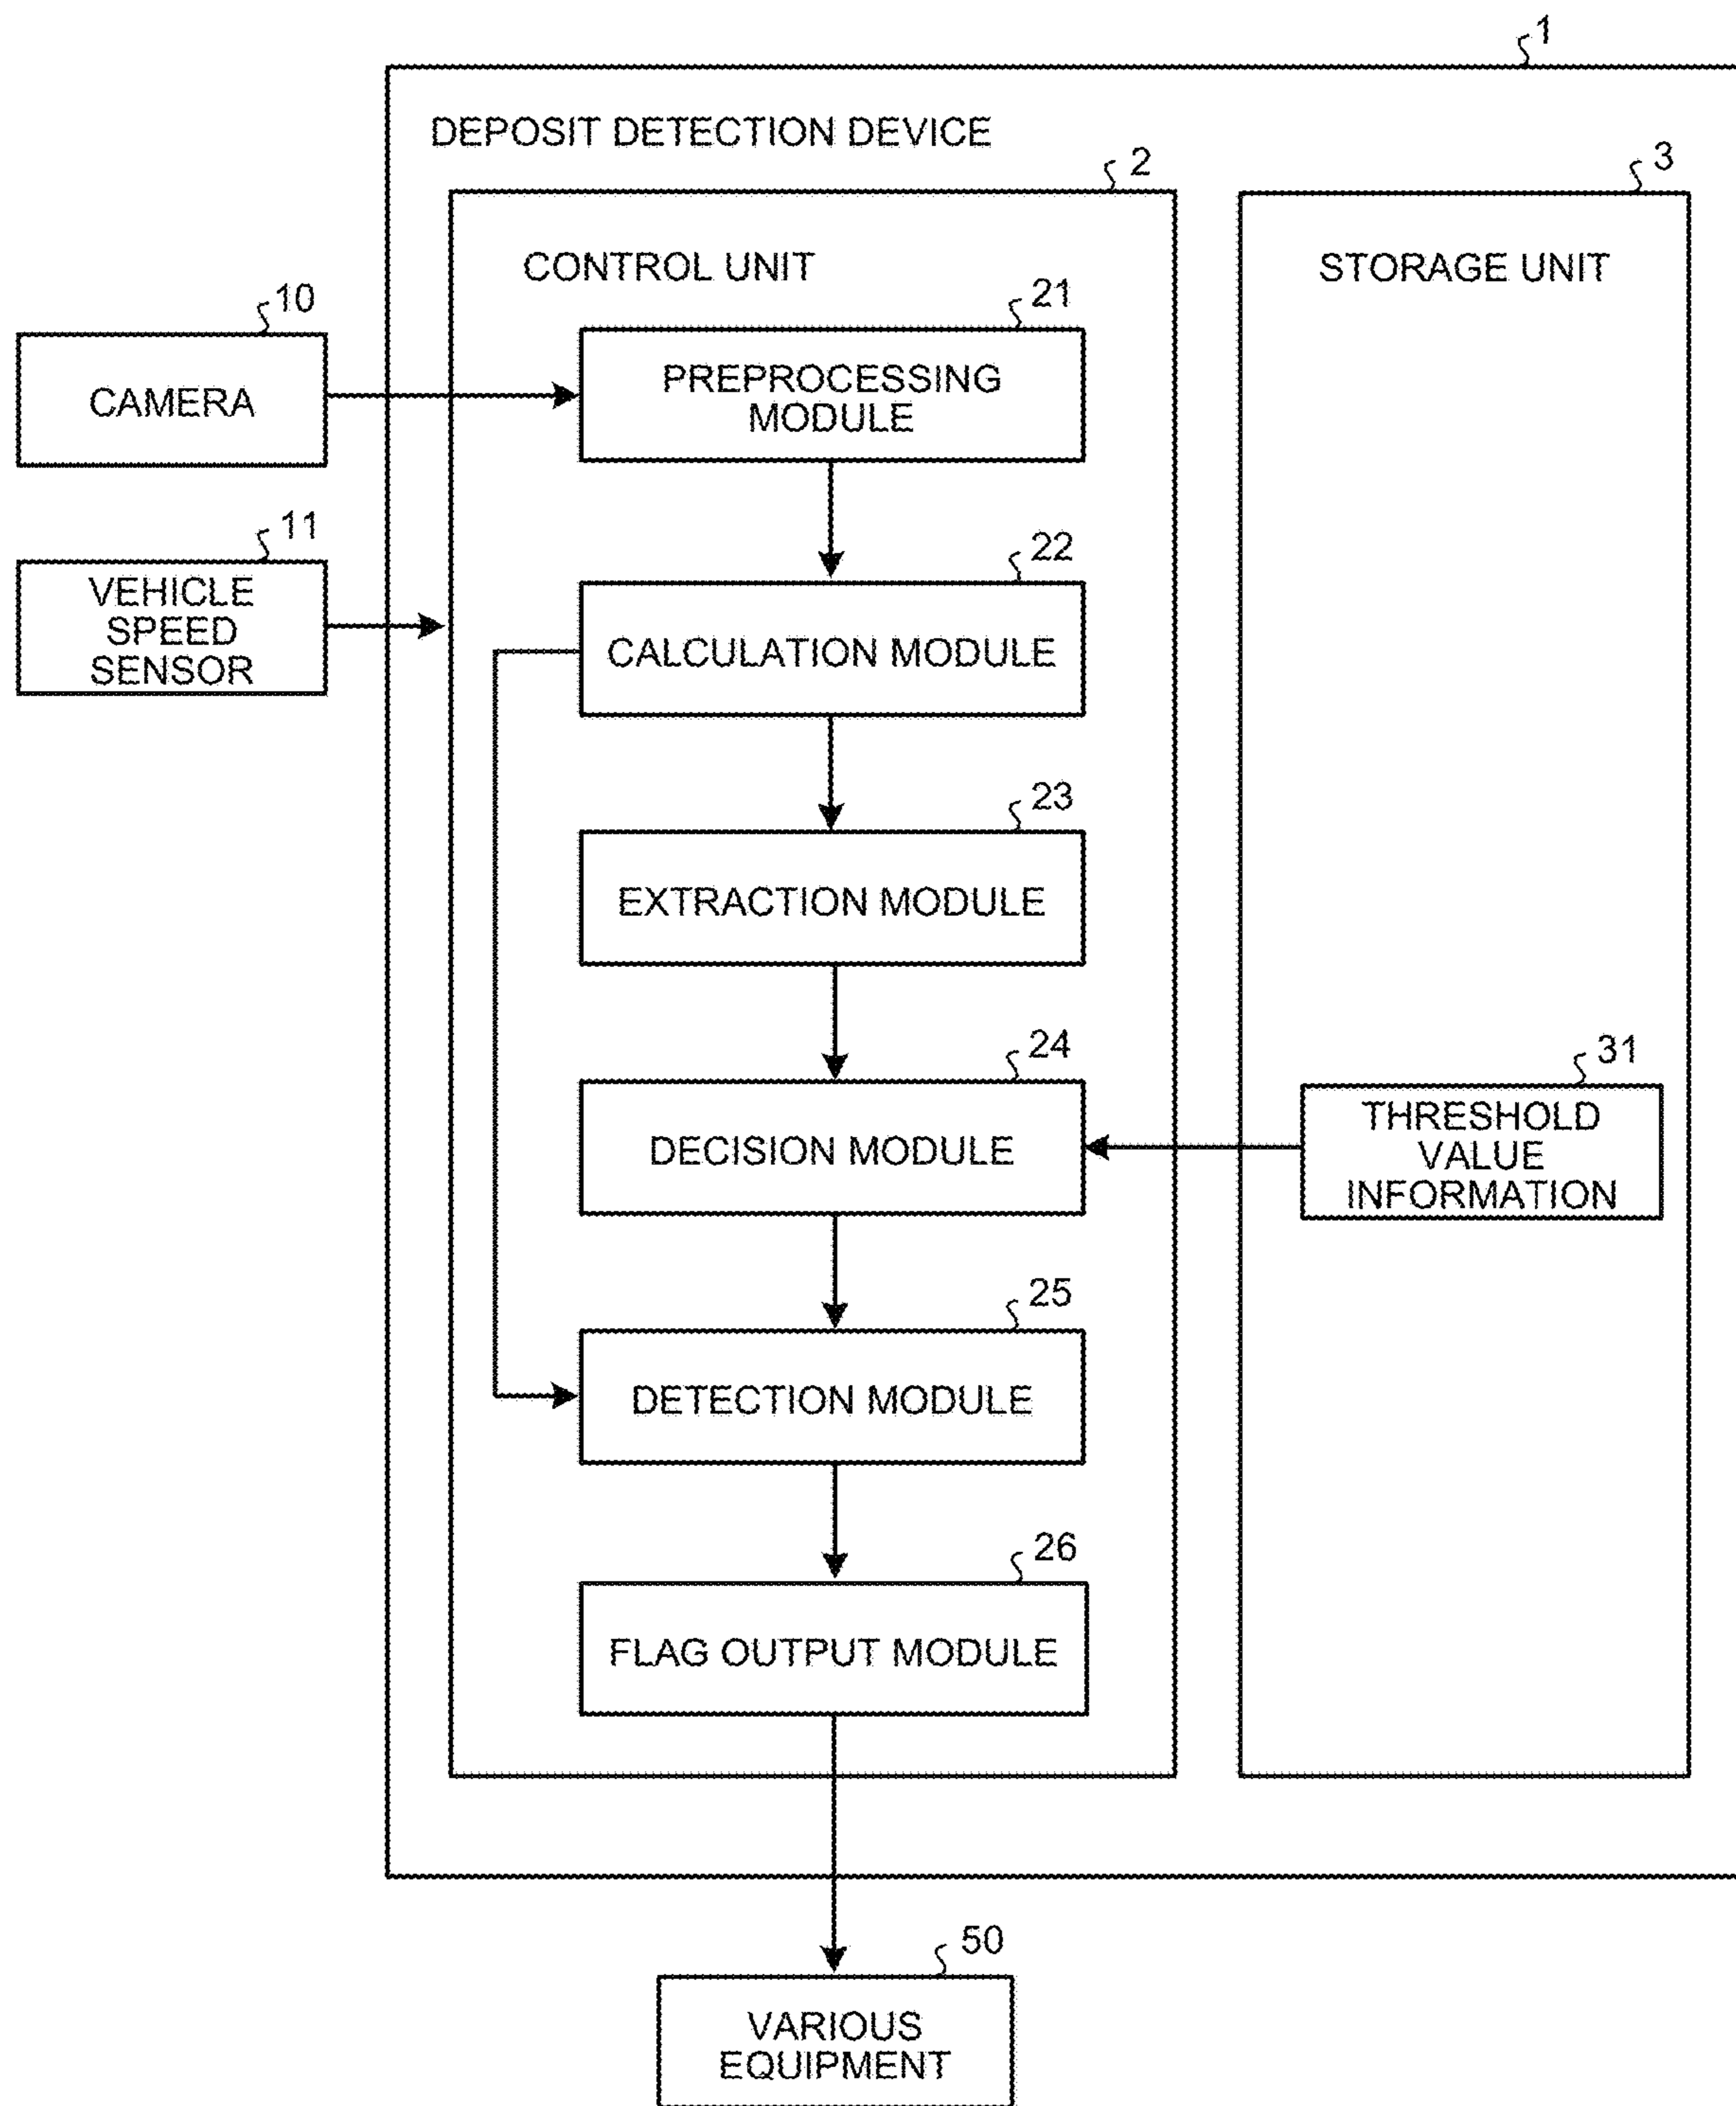 1
DEPOSIT DETECTION DEVICE
2
3
CONTROL UNIT
STORAGE UNIT
10
CAMERA
21
PREPROCESSING
MODULE
11
VEHICLE
SPEED
SENSOR
22
CALCULATION MODULE
23
EXTRACTION MODULE
24
DECISION MODULE
31
THRESHOLD
VALUE
INFORMATION
25
DETECTION MODULE
26
FLAG OUTPUT MODULE
50
VARIOUS
EQUIPMENT